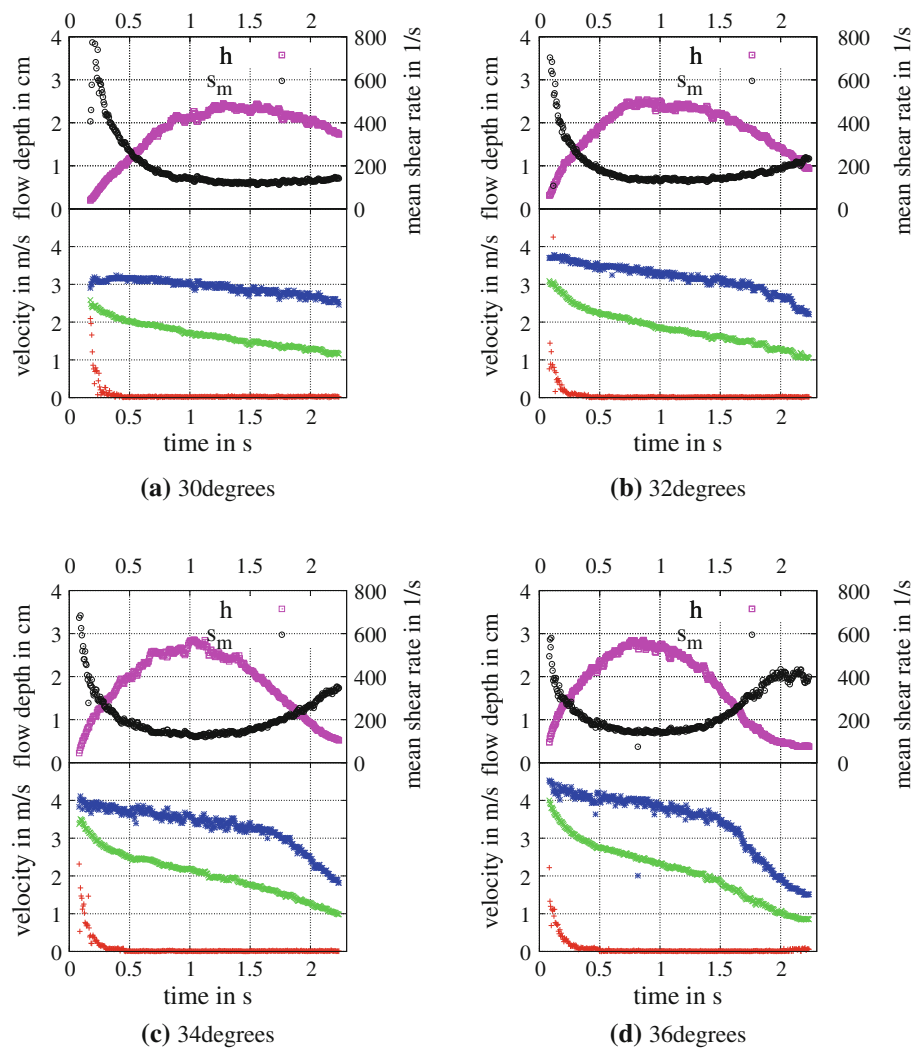 0 0.5 1 1.5 2
4 3 2 1 0
flow depth in cm
h
s_m
800 600 400 200 0
mean shear rate in 1/s
4 3 2 1 0
velocity in m/s
0 0.5 1 1.5 2
time in s
(a) 30degrees
0 0.5 1 1.5 2
4 3 2 1 0
flow depth in cm
h
s_m
800 600 400 200 0
mean shear rate in 1/s
4 3 2 1 0
velocity in m/s
0 0.5 1 1.5 2
time in s
(b) 32degrees
0 0.5 1 1.5 2
4 3 2 1 0
flow depth in cm
h
s_m
800 600 400 200 0
mean shear rate in 1/s
4 3 2 1 0
velocity in m/s
0 0.5 1 1.5 2
time in s
(c) 34degrees
0 0.5 1 1.5 2
4 3 2 1 0
flow depth in cm
h
s_m
800 600 400 200 0
mean shear rate in 1/s
4 3 2 1 0
velocity in m/s
0 0.5 1 1.5 2
time in s
(d) 36degrees